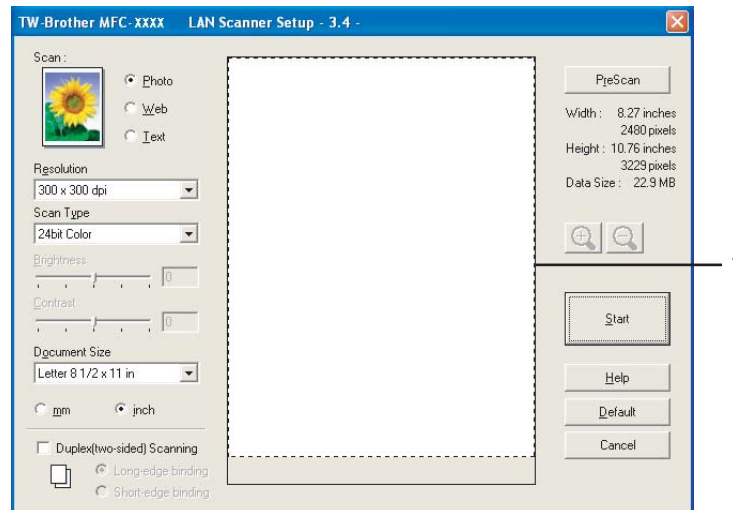 TW-Brother MFC-XXXX LAN Scanner Setup - 3.4 -
Scan :
Photo
Web
Text
Resolution
300 x 300 dpi
Scan Type
24bit Color
Brightness
0
Contrast
0
Document Size
Letter 8 1/2 x 11 in
mm
inch
Duplex(two-sided) Scanning
Long-edge binding
Short-edge binding
PreScan
Width : 8.27 inches
2480 pixels
Height : 10.76 inches
3229 pixels
Data Size : 22.9 MB
Start
Help
Default
Cancel